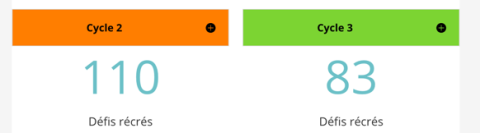 Cycle 2
Cycle 3
110
83
Défis récrés
Défis récrés